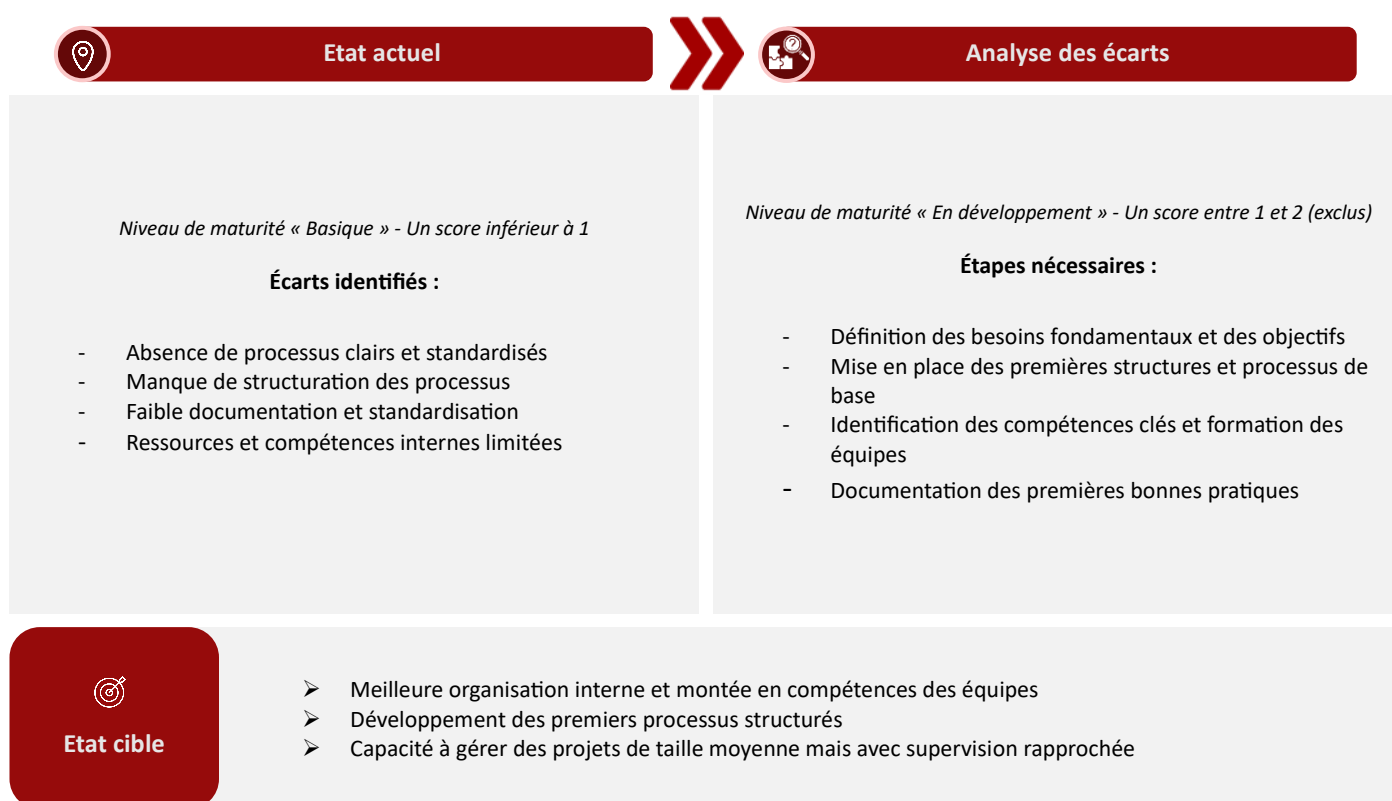 Etat actuel
Analyse des écarts
Niveau de maturité « Basique » - Un score inférieur à 1
Écarts identifiés :
- Absence de processus clairs et standardisés
- Manque de structuration des processus
- Faible documentation et standardisation
- Ressources et compétences internes limitées
Niveau de maturité « En développement » - Un score entre 1 et 2 (exclus)
Étapes nécessaires :
- Définition des besoins fondamentaux et des objectifs
- Mise en place des premières structures et processus de
base
- Identification des compétences clés et formation des
équipes
- Documentation des premières bonnes pratiques
Etat cible
➢ Meilleure organisation interne et montée en compétences des équipes
➢ Développement des premiers processus structurés
➢ Capacité à gérer des projets de taille moyenne mais avec supervision rapprochée